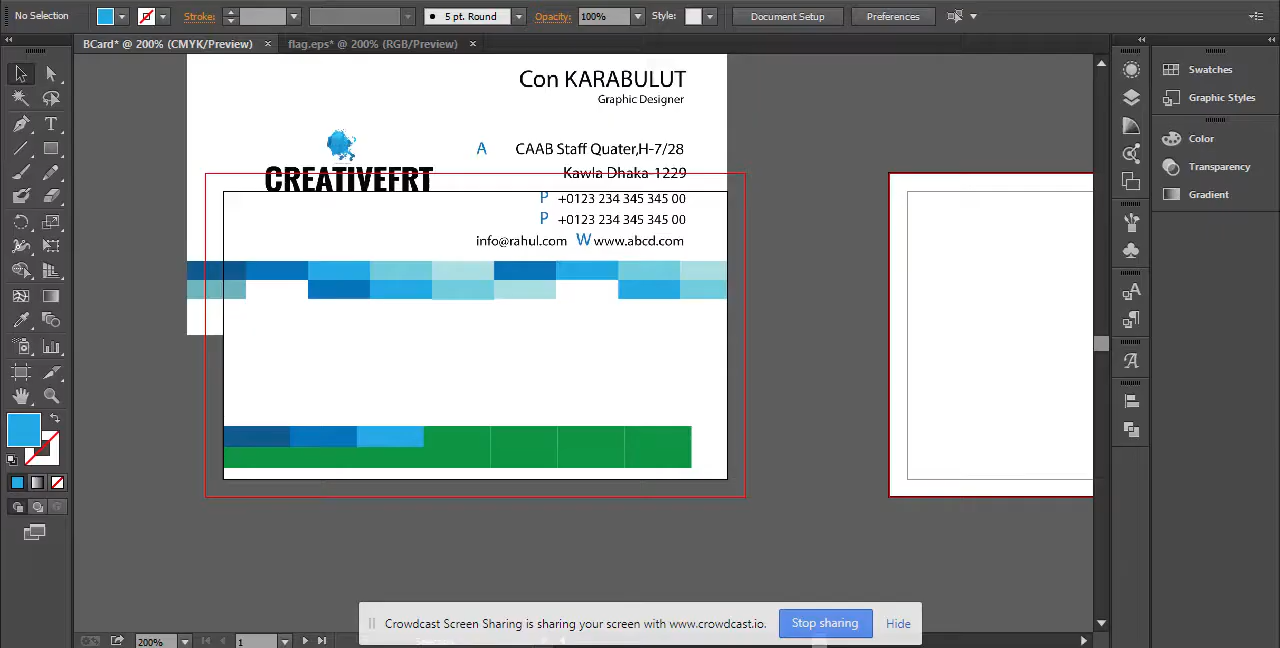 No Selection
Stroke:
5 pt. Round
Opacity:
100%
Style:
Document Setup
Preferences
BCard* @ 200% (CMYK/Preview) ×
flag.eps* @ 200% (RGB/Preview) ×
Swatches
Graphic Styles
Color
Transparency
Gradient
Con KARABULUT
Graphic Designer
CREATIVEFRT
A CAAB Staff Quater,H-7/28
Kawla Dhaka-1229
P +0123 234 345 345 00
P +0123 234 345 345 00
info@rahul.com W www.abcd.com
Crowdcast Screen Sharing is sharing your screen with www.crowdcast.io.
Stop sharing
Hide
200%
1
Selection